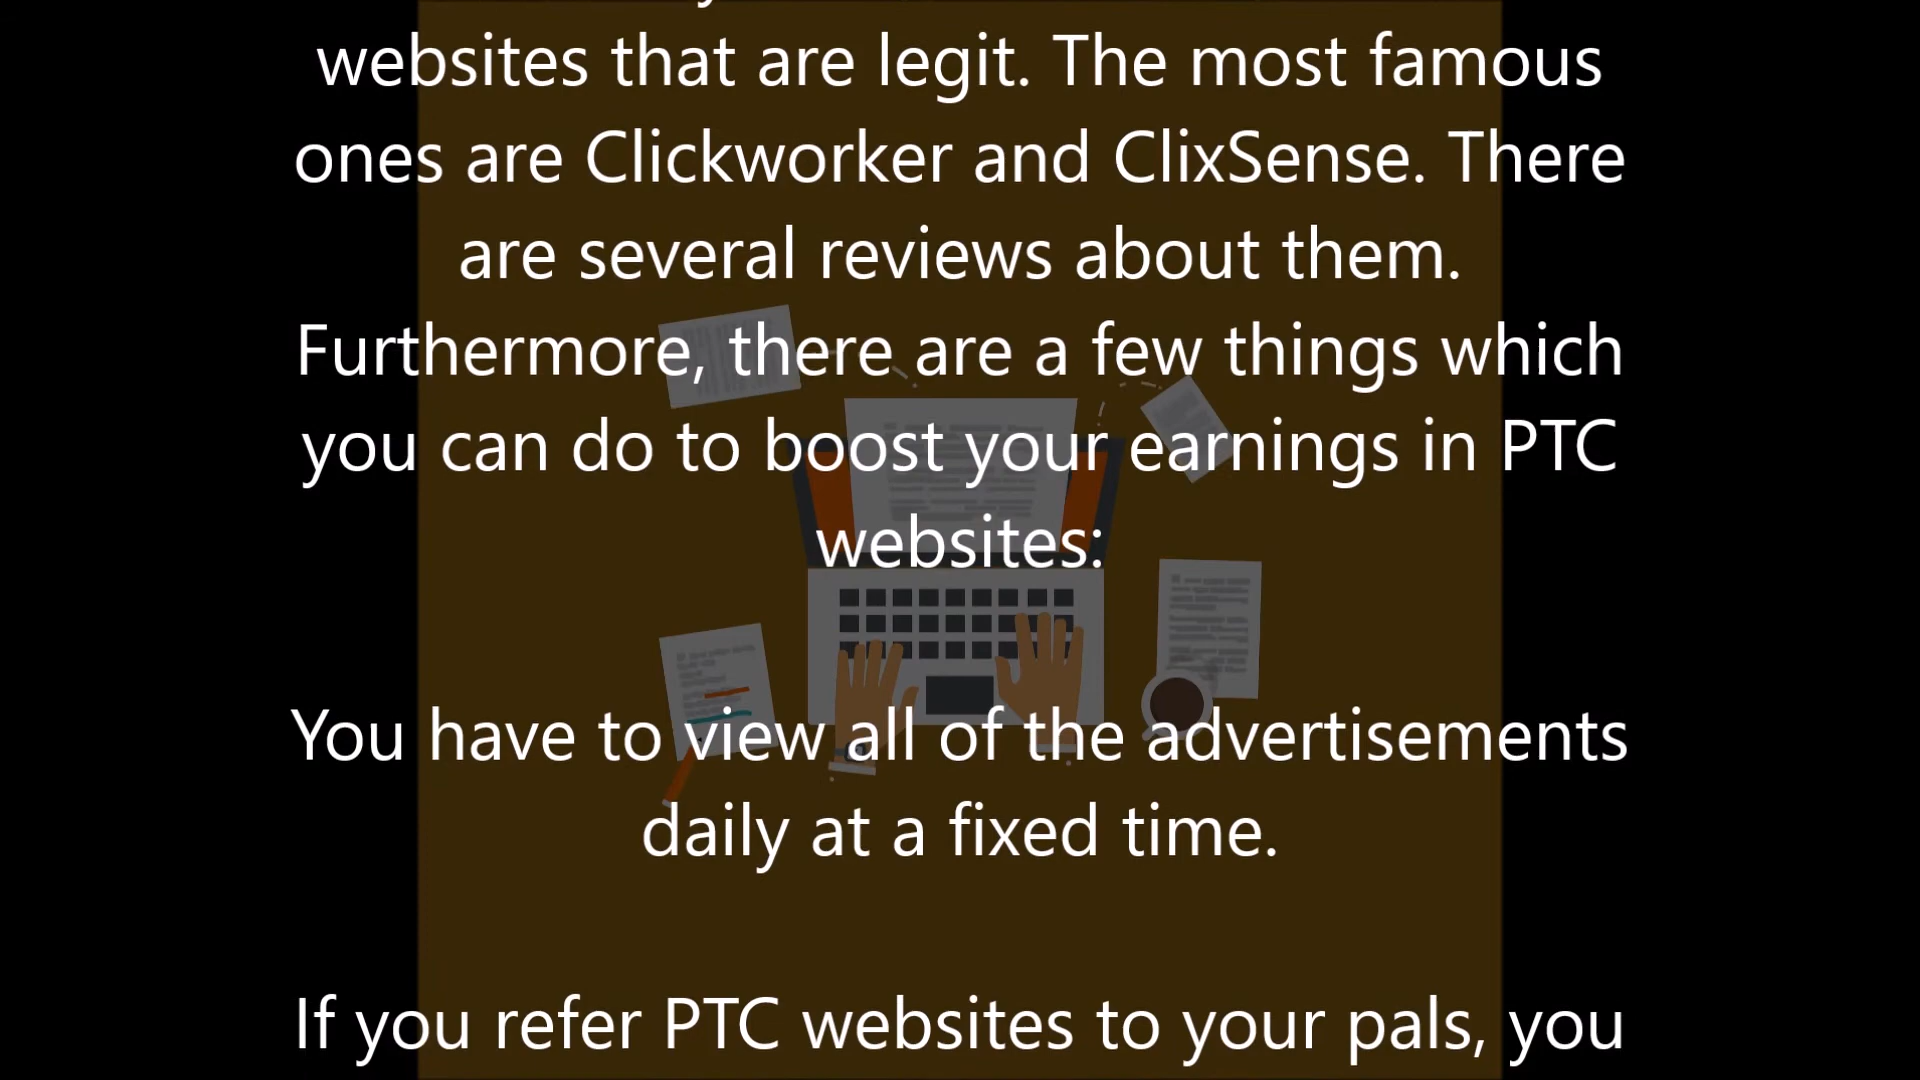 websites that are legit. The most famous
ones are Clickworker and ClixSense. There
are several reviews about them.
Furthermore, there are a few things which
you can do to boost your earnings in PTC
websites:
You have to view all of the advertisements
daily at a fixed time.
If you refer PTC websites to your pals, you